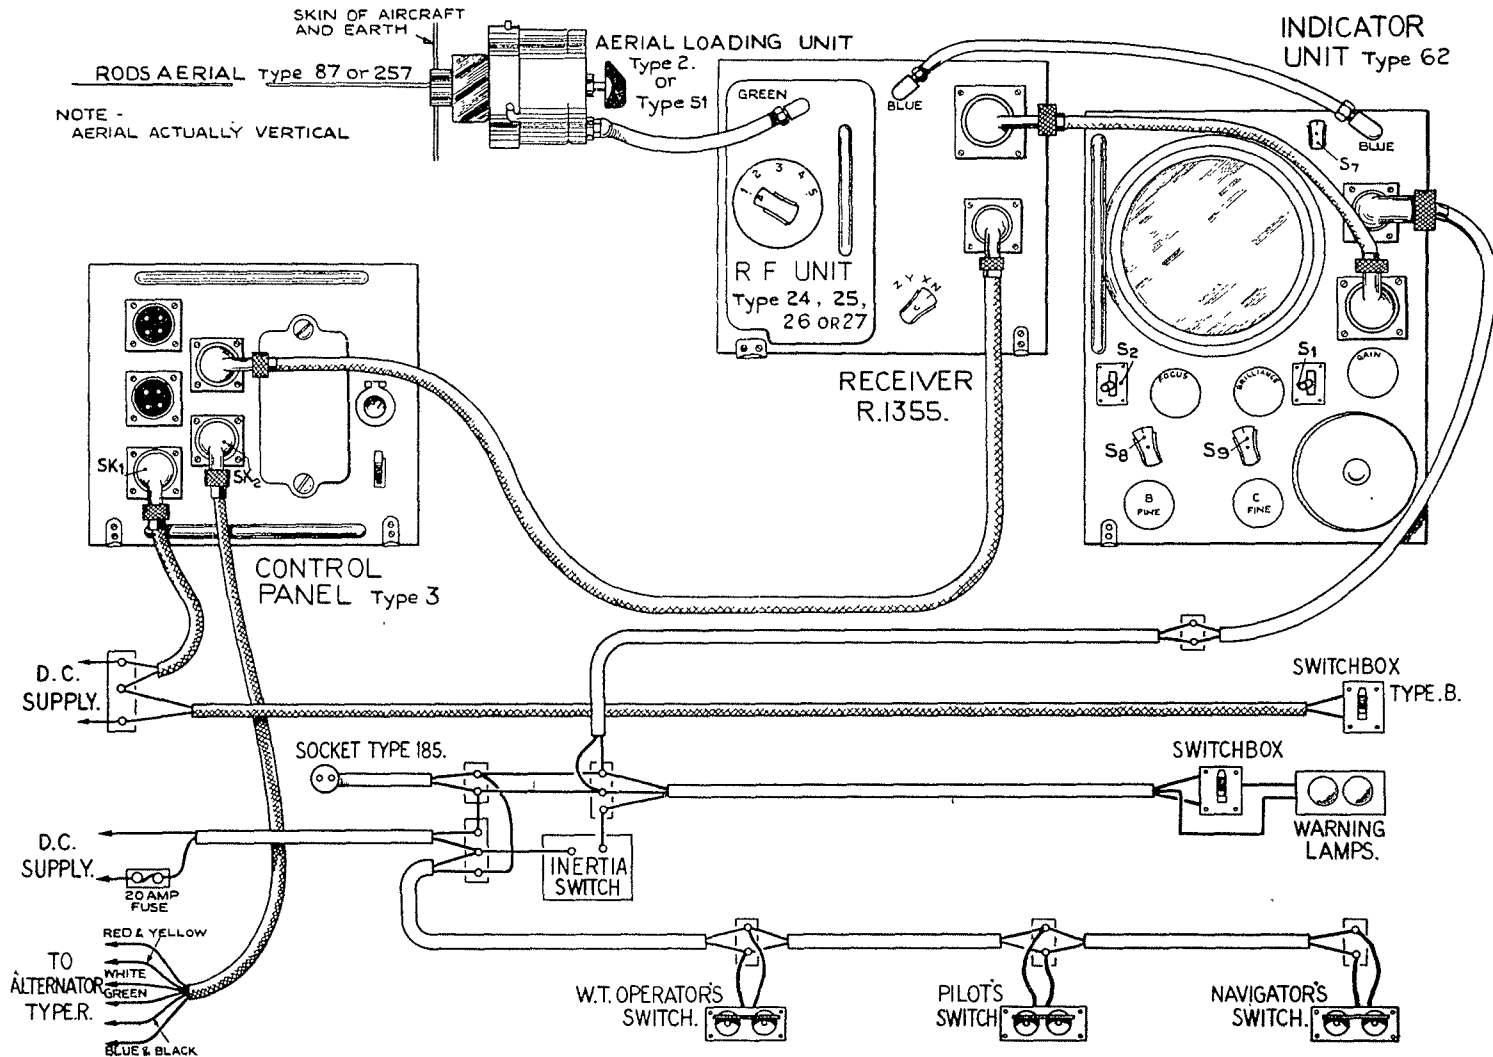 SKIN OF AIRCRAFT
AND EARTH
RODS AERIAL Type 87 or 257
NOTE -
AERIAL ACTUALLY VERTICAL
AERIAL LOADING UNIT
Type 2.
or
Type 51
GREEN
BLUE
INDICATOR
UNIT Type 62
BLUE
S7
1 2 3 4 5
R F UNIT
Type 24, 25,
26 OR 27
Z Y X N
RECEIVER
R.1355.
S2
FOCUS
BRILLIANCE
S1
GAIN
S8
S9
B
FINE
C
FINE
SK1
SK2
CONTROL
PANEL Type 3
D.C.
SUPPLY.
SWITCHBOX
TYPE.B.
SOCKET TYPE 185.
SWITCHBOX
WARNING
LAMPS.
D.C.
SUPPLY.
20 AMP
FUSE
INERTIA
SWITCH
RED & YELLOW
WHITE
GREEN
BLUE & BLACK
TO
ALTERNATOR
TYPE.R.
W.T. OPERATOR'S
SWITCH.
PILOT'S
SWITCH
NAVIGATOR'S
SWITCH.